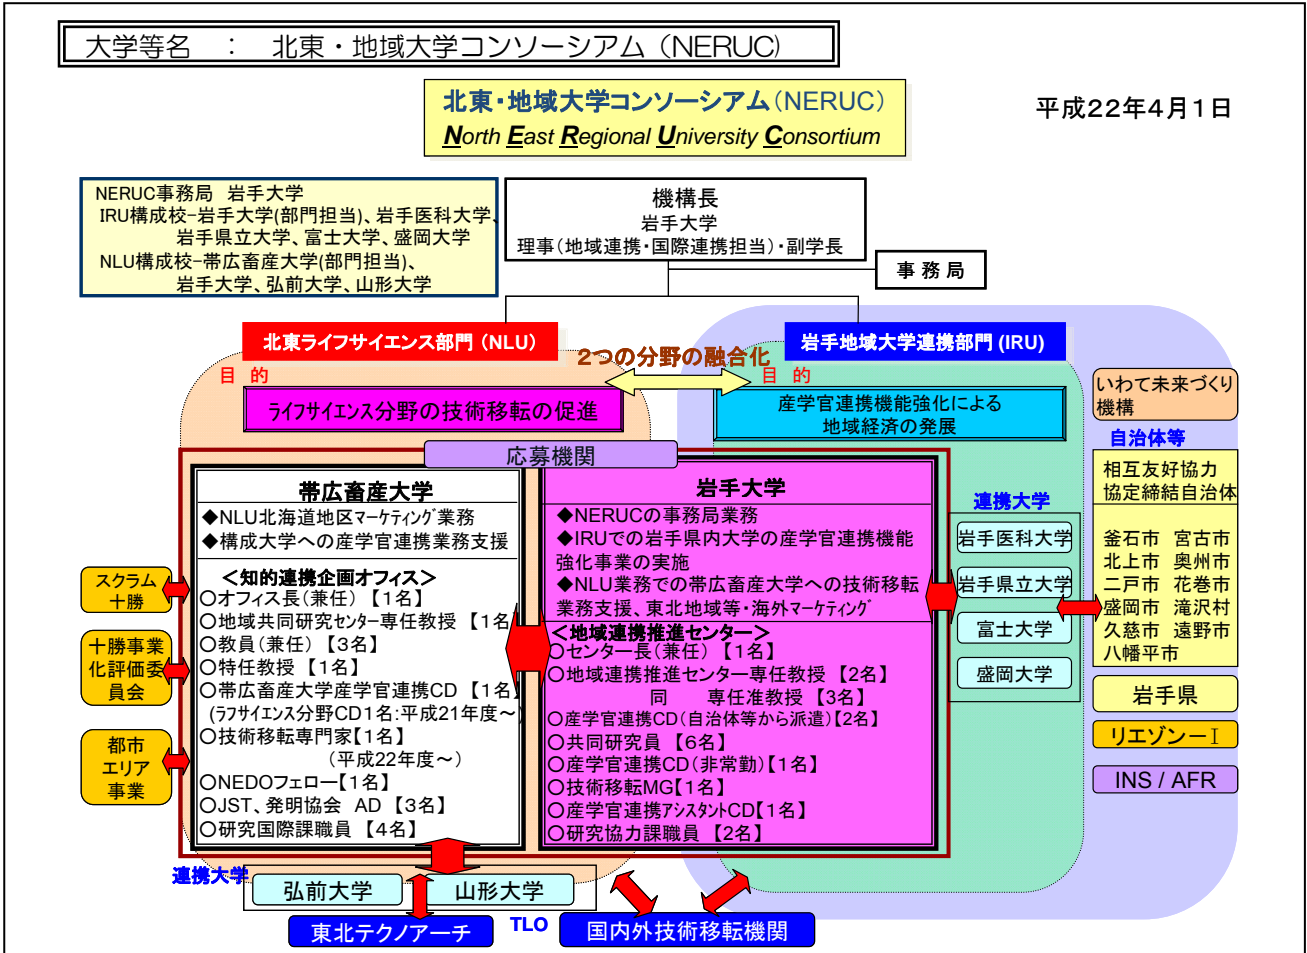 大学等名　：　北東・地域大学コンソーシアム（NERUC）
北東・地域大学コンソーシアム（NERUC）
North East Regional University Consortium
平成22年4月1日
NERUC事務局　岩手大学
IRU構成校－岩手大学(部門担当)、岩手医科大学、
岩手県立大学、富士大学、盛岡大学
NLU構成校－帯広畜産大学(部門担当)、
岩手大学、弘前大学、山形大学
機構長
岩手大学
理事(地域連携・国際連携担当)・副学長
事務局
北東ライフサイエンス部門（NLU）
2つの分野の融合化
岩手地域大学連携部門 (IRU)
目 的
ライフサイエンス分野の技術移転の促進
目 的
産学官連携機能強化による
地域経済の発展
応募機関
帯広畜産大学
◆NLU北海道地区マーケティング業務
◆構成大学への産学官連携業務支援
＜知的連携企画オフィス＞
○オフィス長(兼任)【1名】
○地域共同研究センター専任教授【1名
○教員(兼任)【3名】
○特任教授【1名】
○帯広畜産大学産学官連携CD【1名】
(ラフサイエンス分野CD1名:平成21年度～)
○技術移転専門家【1名】
(平成22年度～)
○NEDOフェロー【1名】
○JST、発明協会　AD【3名】
○研究国際課職員【4名】
岩手大学
◆NERUCの事務局業務
◆IRUでの岩手県内大学の産学官連携機能
強化事業の実施
◆NLU業務での帯広畜産大学への技術移転
業務支援、東北地域等・海外マーケティング
＜地域連携推進センター＞
○センター長(兼任)【1名】
○地域連携推進センター専任教授【2名】
同　専任准教授【3名】
○産学官連携CD(自治体等から派遣)【2名】
○共同研究員【6名】
○産学官連携CD(非常勤)【1名】
○技術移転MG【1名】
○産学官連携アシスタントCD【1名】
○研究協力課職員【2名】
スクラム
十勝
十勝事業
化評価委
員会
都市
エリア
事業
連携大学
岩手医科大学
岩手県立大学
富士大学
盛岡大学
いわて未来づくり
機構
自治体等
相互友好協力
協定締結自治体
釜石市　宮古市
北上市　奥州市
二戸市　花巻市
盛岡市　滝沢村
久慈市　遠野市
八幡平市
岩手県
リエゾン－Ｉ
INS / AFR
連携大学
弘前大学
山形大学
東北テクノアーチ
TLO
国内外技術移転機関